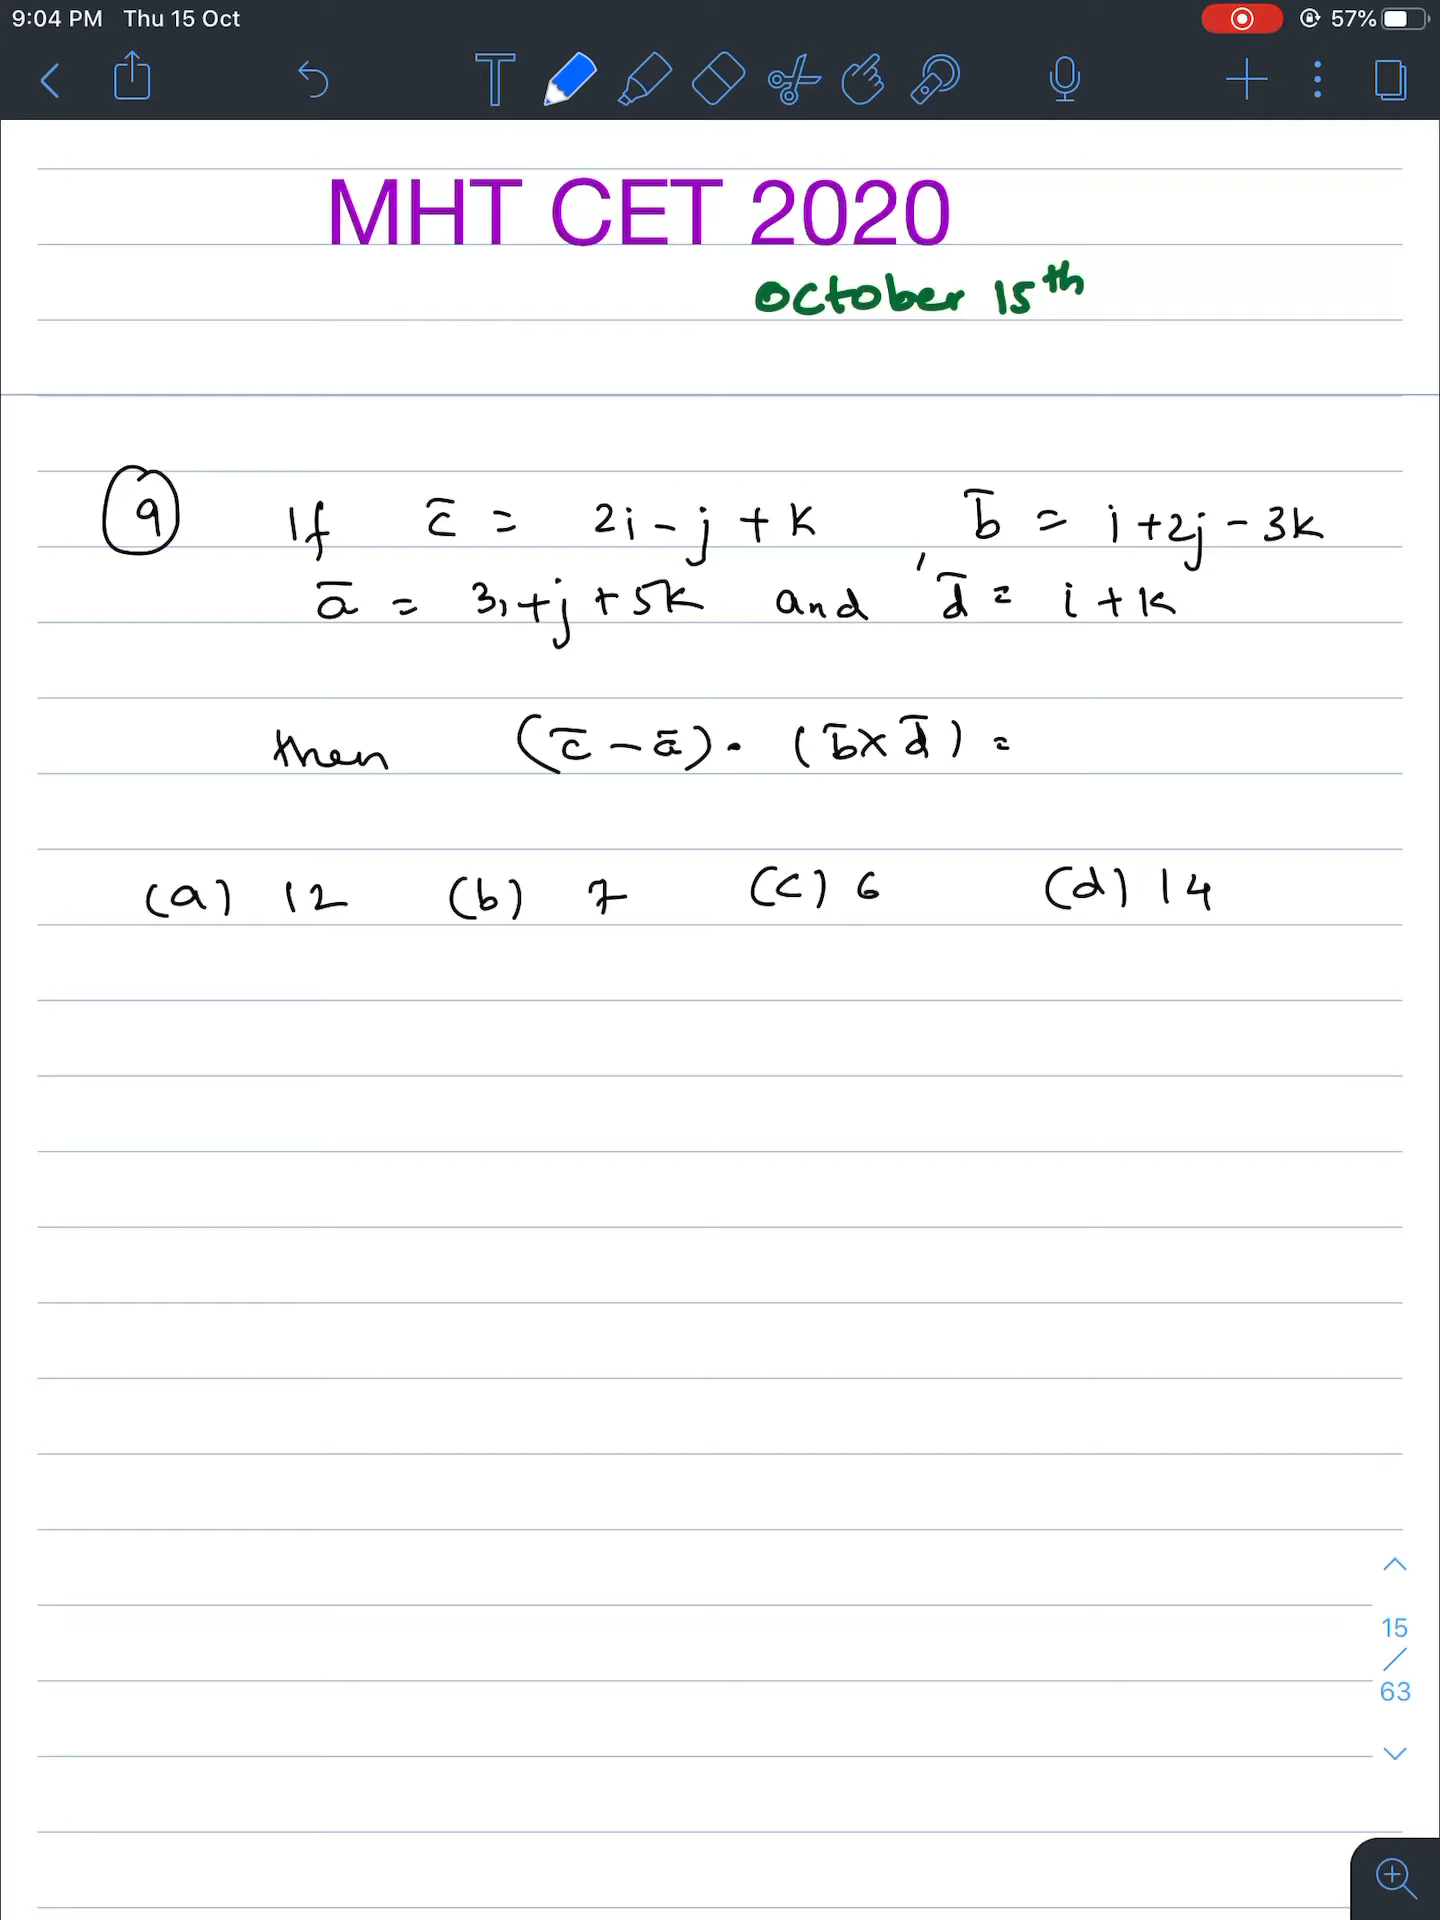 9:04 PM Thu 15 Oct 57%
MHT CET 2020
October 15th
9 If c̄ = 2i - j + k , b̄ = i + 2j - 3k
ā = 3i + j + 5k and d̄ = i + k
then (c̄ - ā) · (b̄ × d̄) =
(a) 12 (b) 7 (c) 6 (d) 14
15
/
63